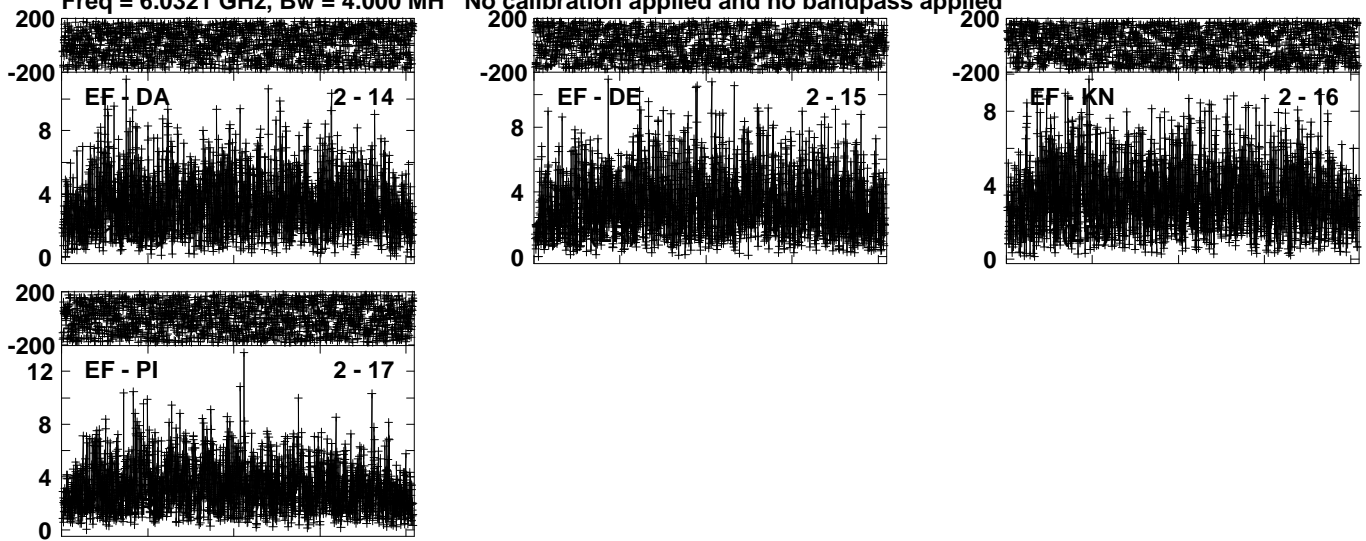 Freq = 6.0321 GHz, Bw = 4.000 MH No calibration applied and no bandpass applied
200 200 200
-200 -200 -200
EF - DA 2 - 14 EF - DE 2 - 15 EF - KN 2 - 16
8 8 8
4 4 4
0 0 0
200
-200
12 EF - PI 2 - 17
8
4
0